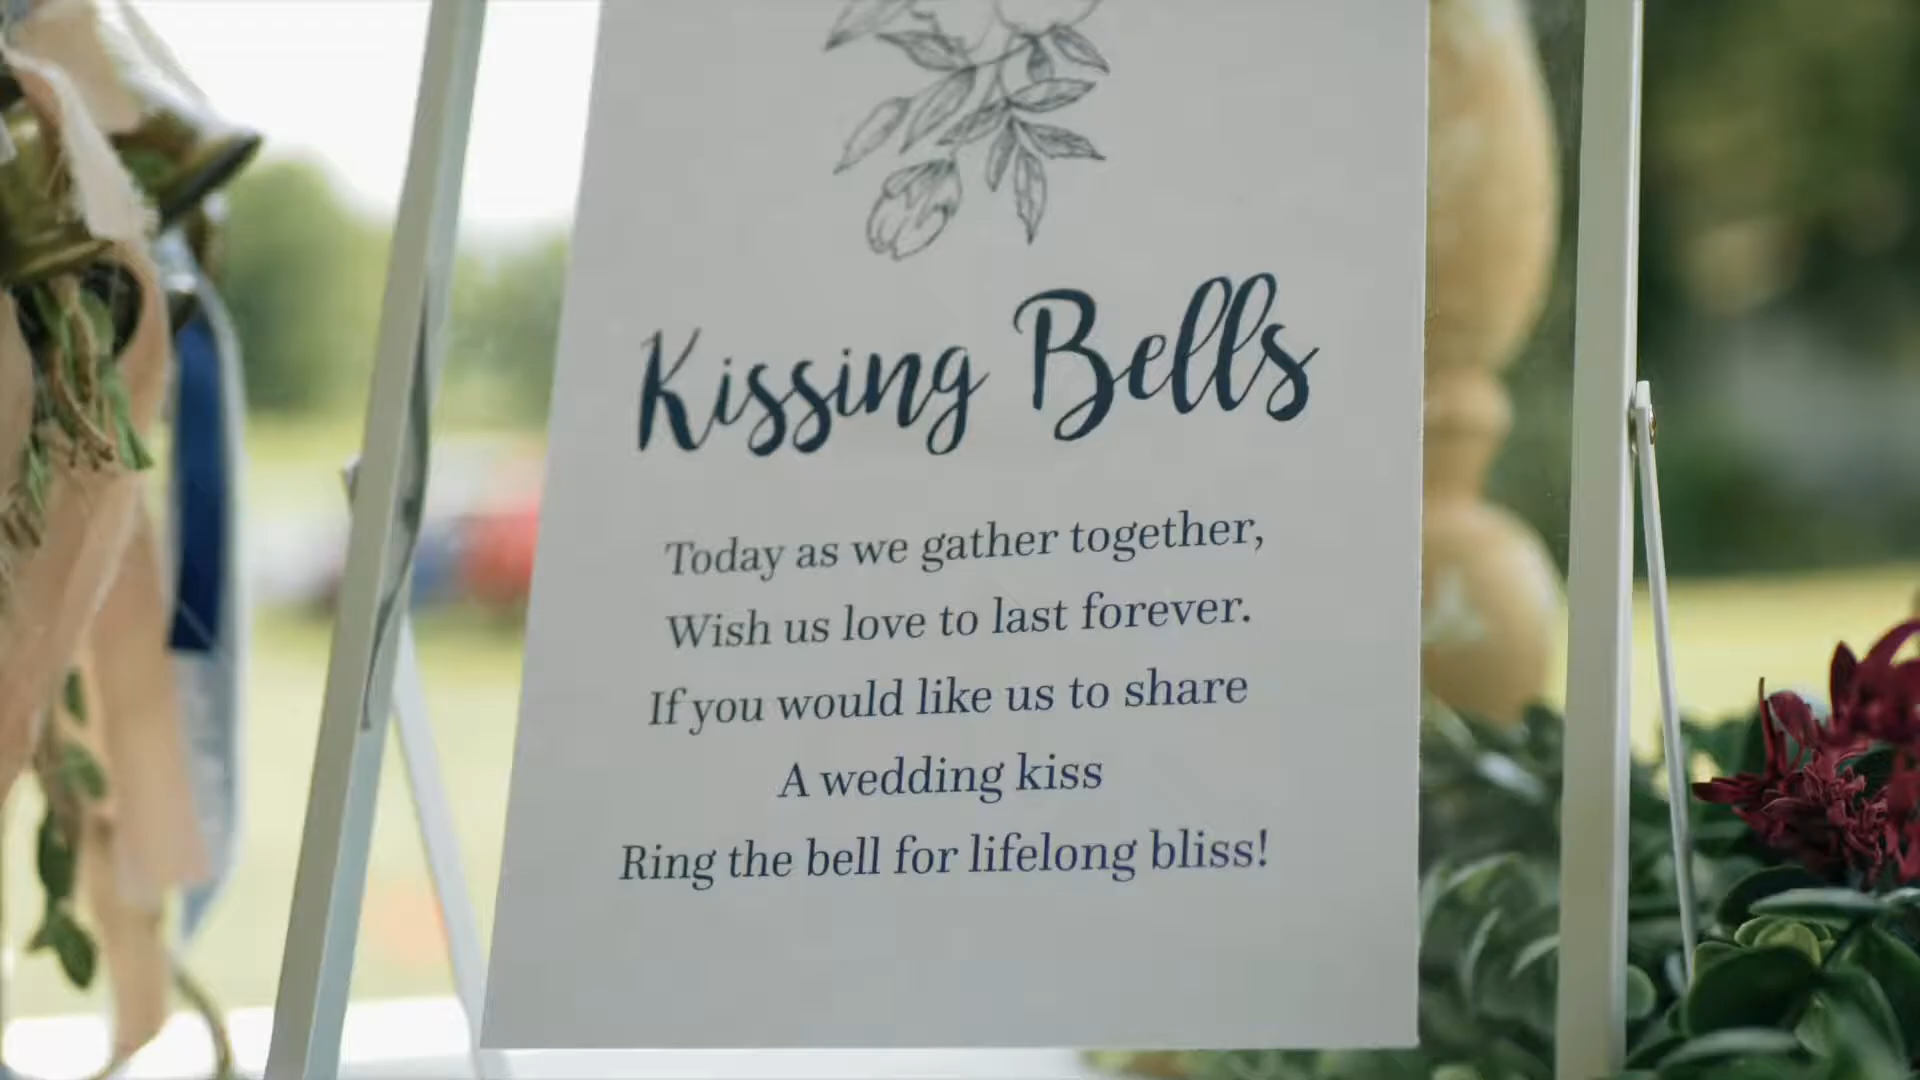 Kissing Bells
Today as we gather together,
Wish us love to last forever.
If you would like us to share
A wedding kiss
Ring the bell for lifelong bliss!